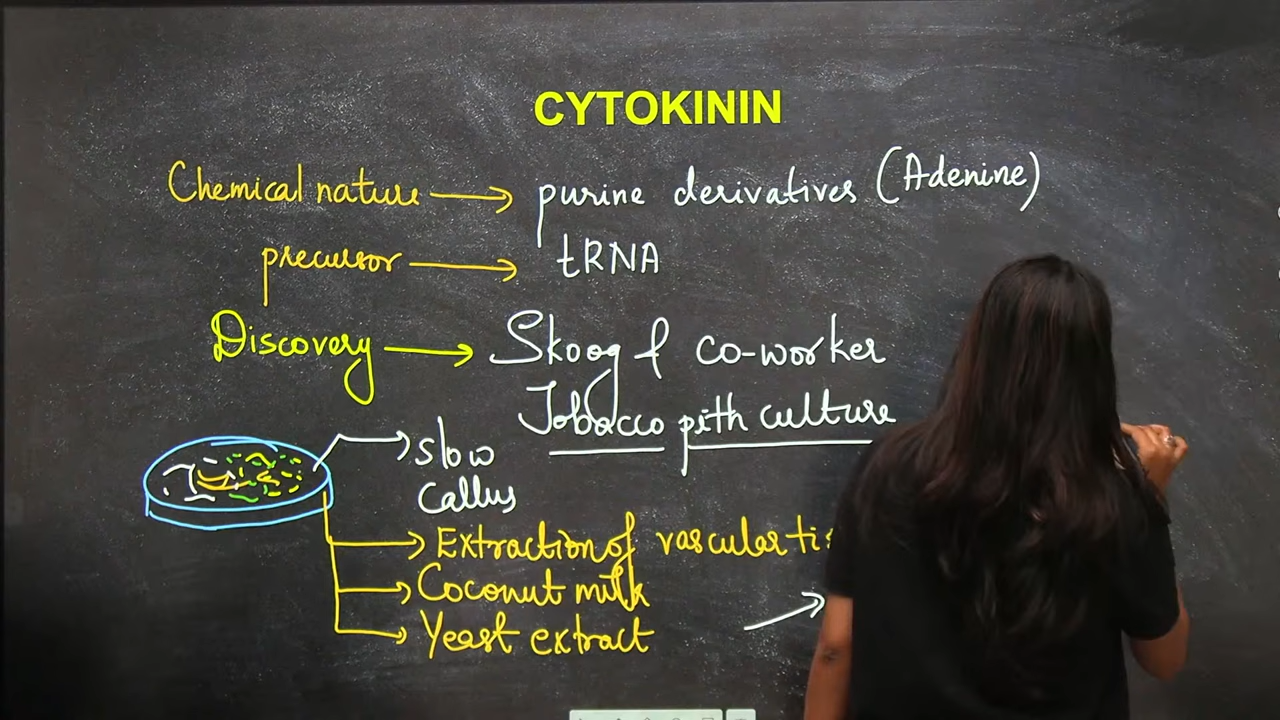 CYTOKININ
Chemical nature → purine derivatives (Adenine)
precursor → tRNA
Discovery → Skoog & co-worker
Tobacco pith culture
→ slow
callus
→ Extraction of vascular tis
→ Coconut milk
→ Yeast extract →